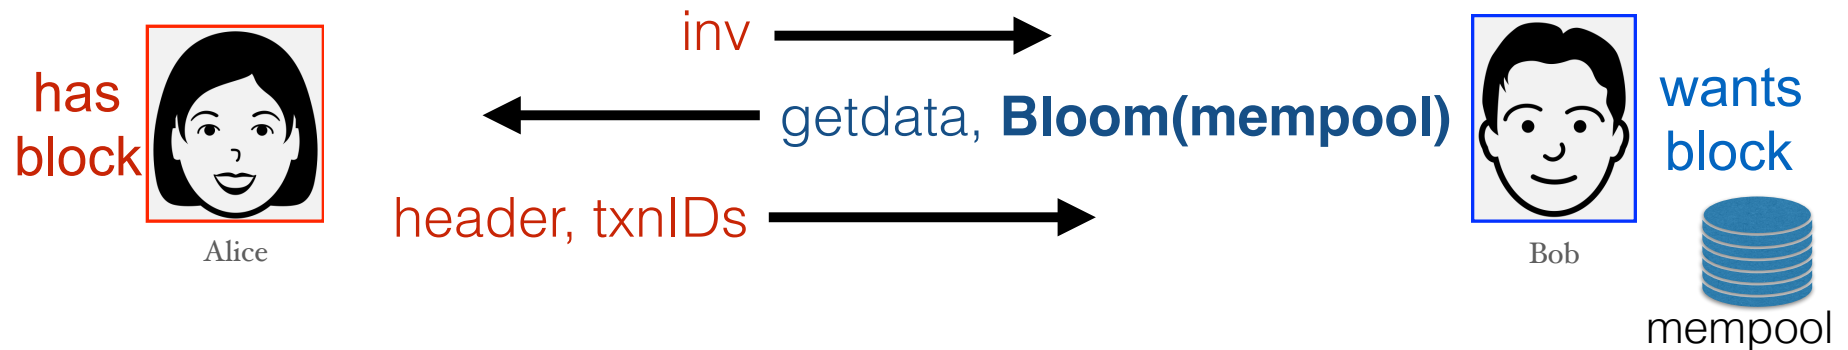 inv
has
block
getdata, Bloom(mempool)
wants
block
header, txnIDs
Alice
Bob
mempool